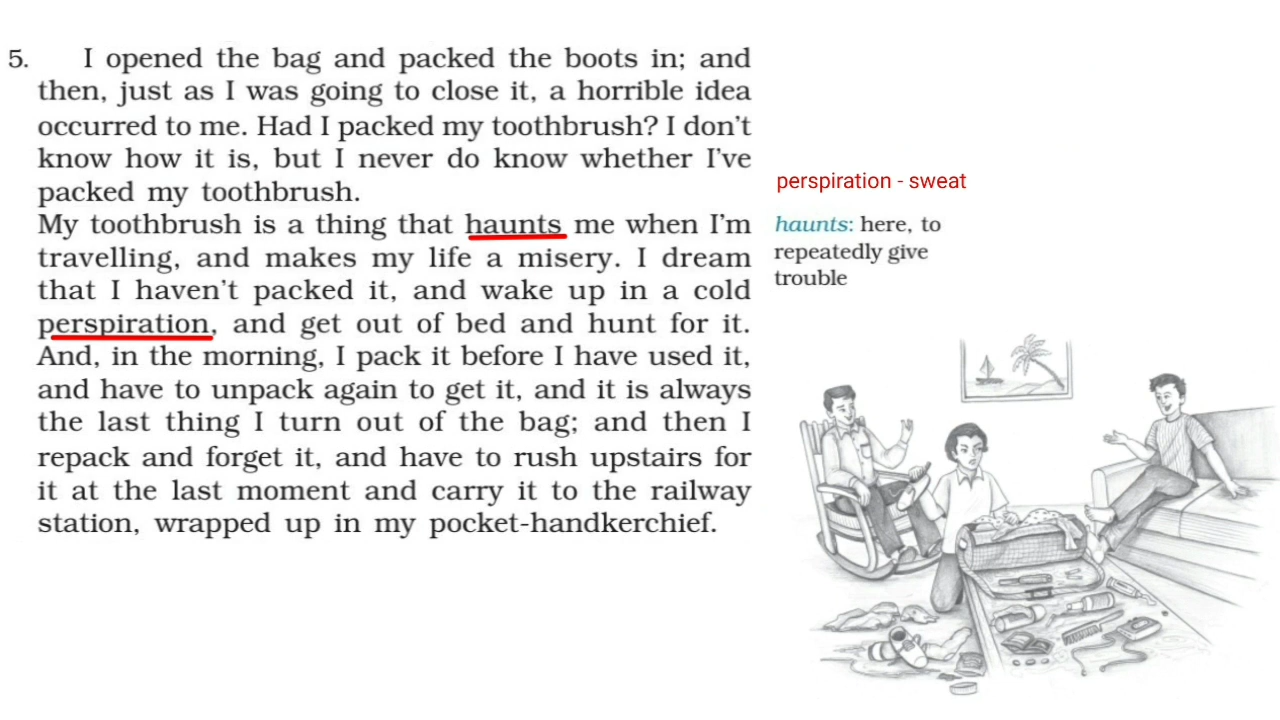 5. I opened the bag and packed the boots in; and
then, just as I was going to close it, a horrible idea
occurred to me. Had I packed my toothbrush? I don't
know how it is, but I never do know whether I've
packed my toothbrush.
My toothbrush is a thing that haunts me when I'm
travelling, and makes my life a misery. I dream
that I haven't packed it, and wake up in a cold
perspiration, and get out of bed and hunt for it.
And, in the morning, I pack it before I have used it,
and have to unpack again to get it, and it is always
the last thing I turn out of the bag; and then I
repack and forget it, and have to rush upstairs for
it at the last moment and carry it to the railway
station, wrapped up in my pocket-handkerchief.
perspiration - sweat
haunts: here, to
repeatedly give
trouble